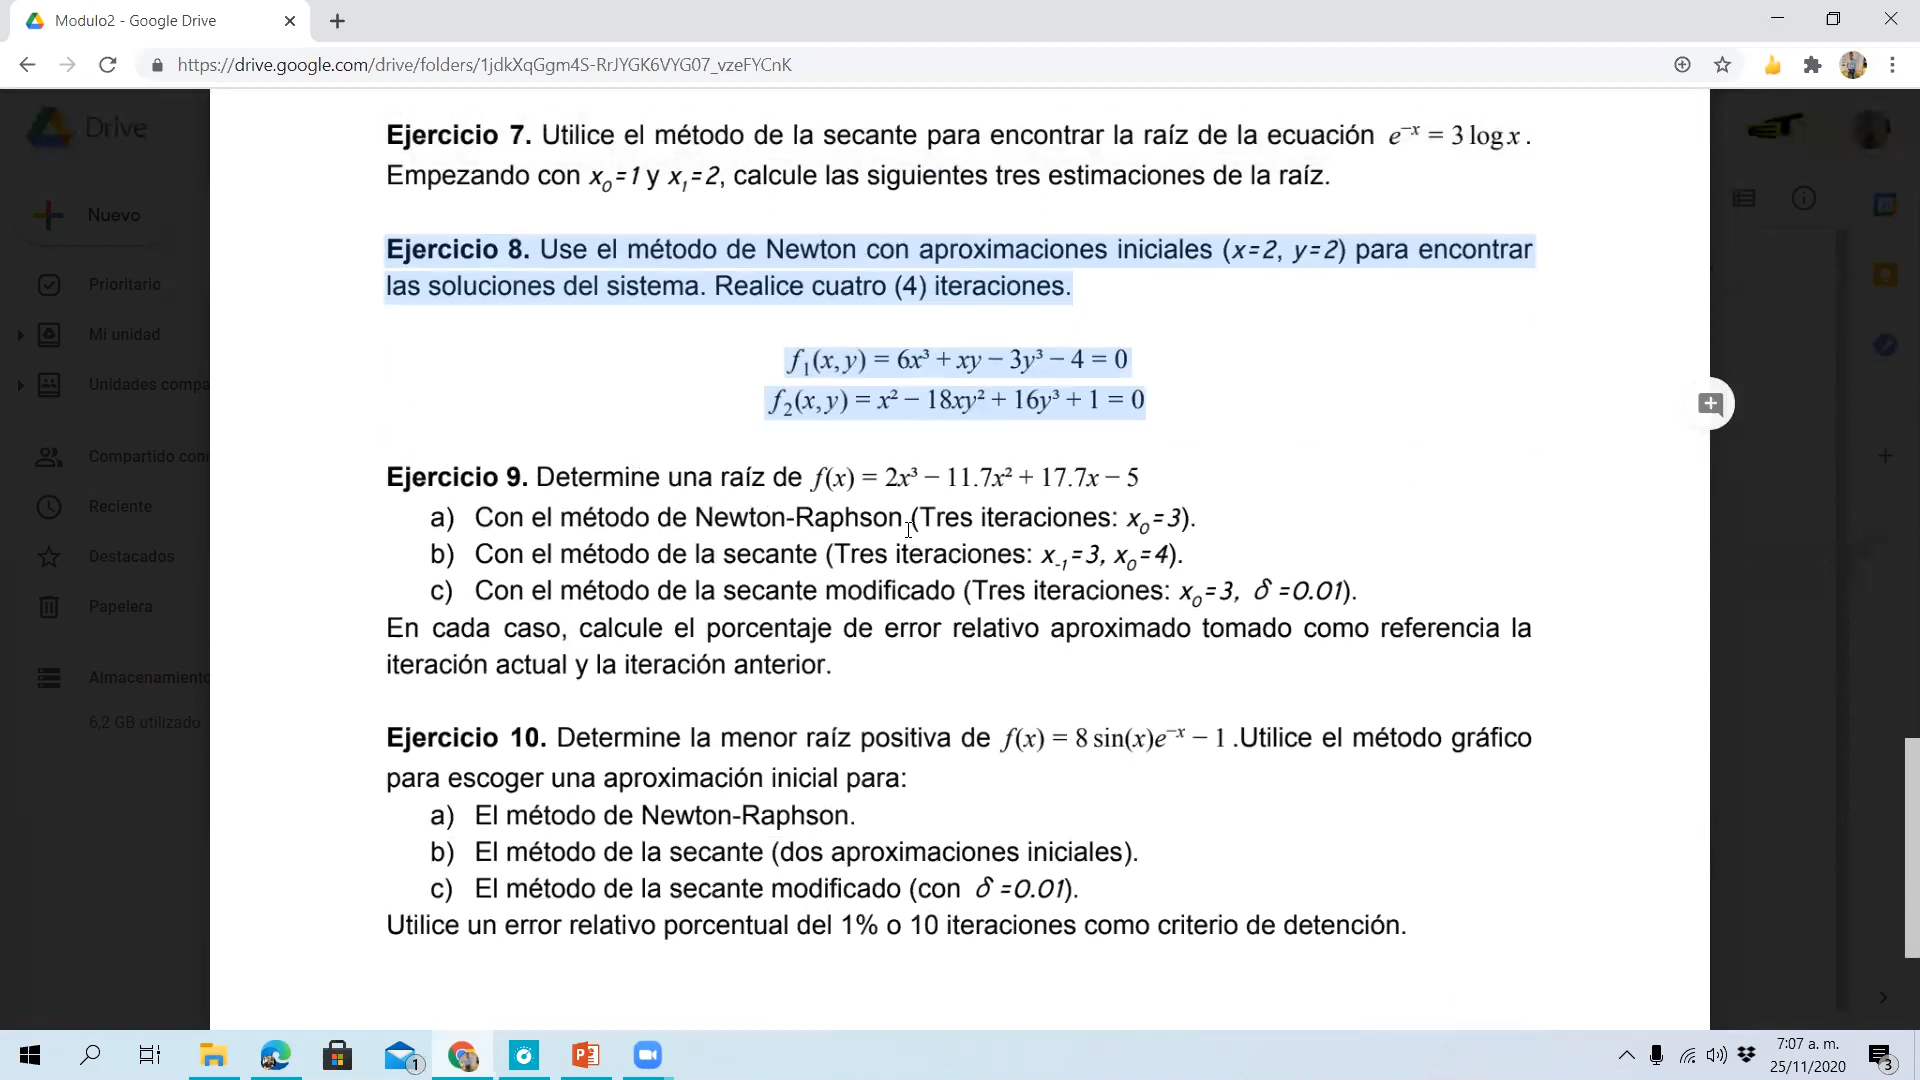 Modulo2 - Google Drive
https://drive.google.com/drive/folders/1jdkXqGgm4S-RrJYGK6VYG07_vzeFYCnK
Drive
Nuevo
Prioritario
Mi unidad
Unidades compa
Compartido con
Reciente
Destacados
Papelera
Almacenamiento
6,2 GB utilizado
Ejercicio 7. Utilice el método de la secante para encontrar la raíz de la ecuación e⁻ˣ = 3 log x .
Empezando con x₀=1 y x₁=2, calcule las siguientes tres estimaciones de la raíz.
Ejercicio 8. Use el método de Newton con aproximaciones iniciales (x=2, y=2) para encontrar
las soluciones del sistema. Realice cuatro (4) iteraciones.
f₁(x, y) = 6x³ + xy − 3y³ − 4 = 0
f₂(x, y) = x² − 18xy² + 16y³ + 1 = 0
Ejercicio 9. Determine una raíz de f(x) = 2x³ − 11.7x² + 17.7x − 5
a) Con el método de Newton-Raphson (Tres iteraciones: x₀=3).
b) Con el método de la secante (Tres iteraciones: x₋₁=3, x₀=4).
c) Con el método de la secante modificado (Tres iteraciones: x₀=3, δ =0.01).
En cada caso, calcule el porcentaje de error relativo aproximado tomado como referencia la
iteración actual y la iteración anterior.
Ejercicio 10. Determine la menor raíz positiva de f(x) = 8 sin(x)e⁻ˣ − 1 .Utilice el método gráfico
para escoger una aproximación inicial para:
a) El método de Newton-Raphson.
b) El método de la secante (dos aproximaciones iniciales).
c) El método de la secante modificado (con δ =0.01).
Utilice un error relativo porcentual del 1% o 10 iteraciones como criterio de detención.
1
7:07 a. m.
25/11/2020
3